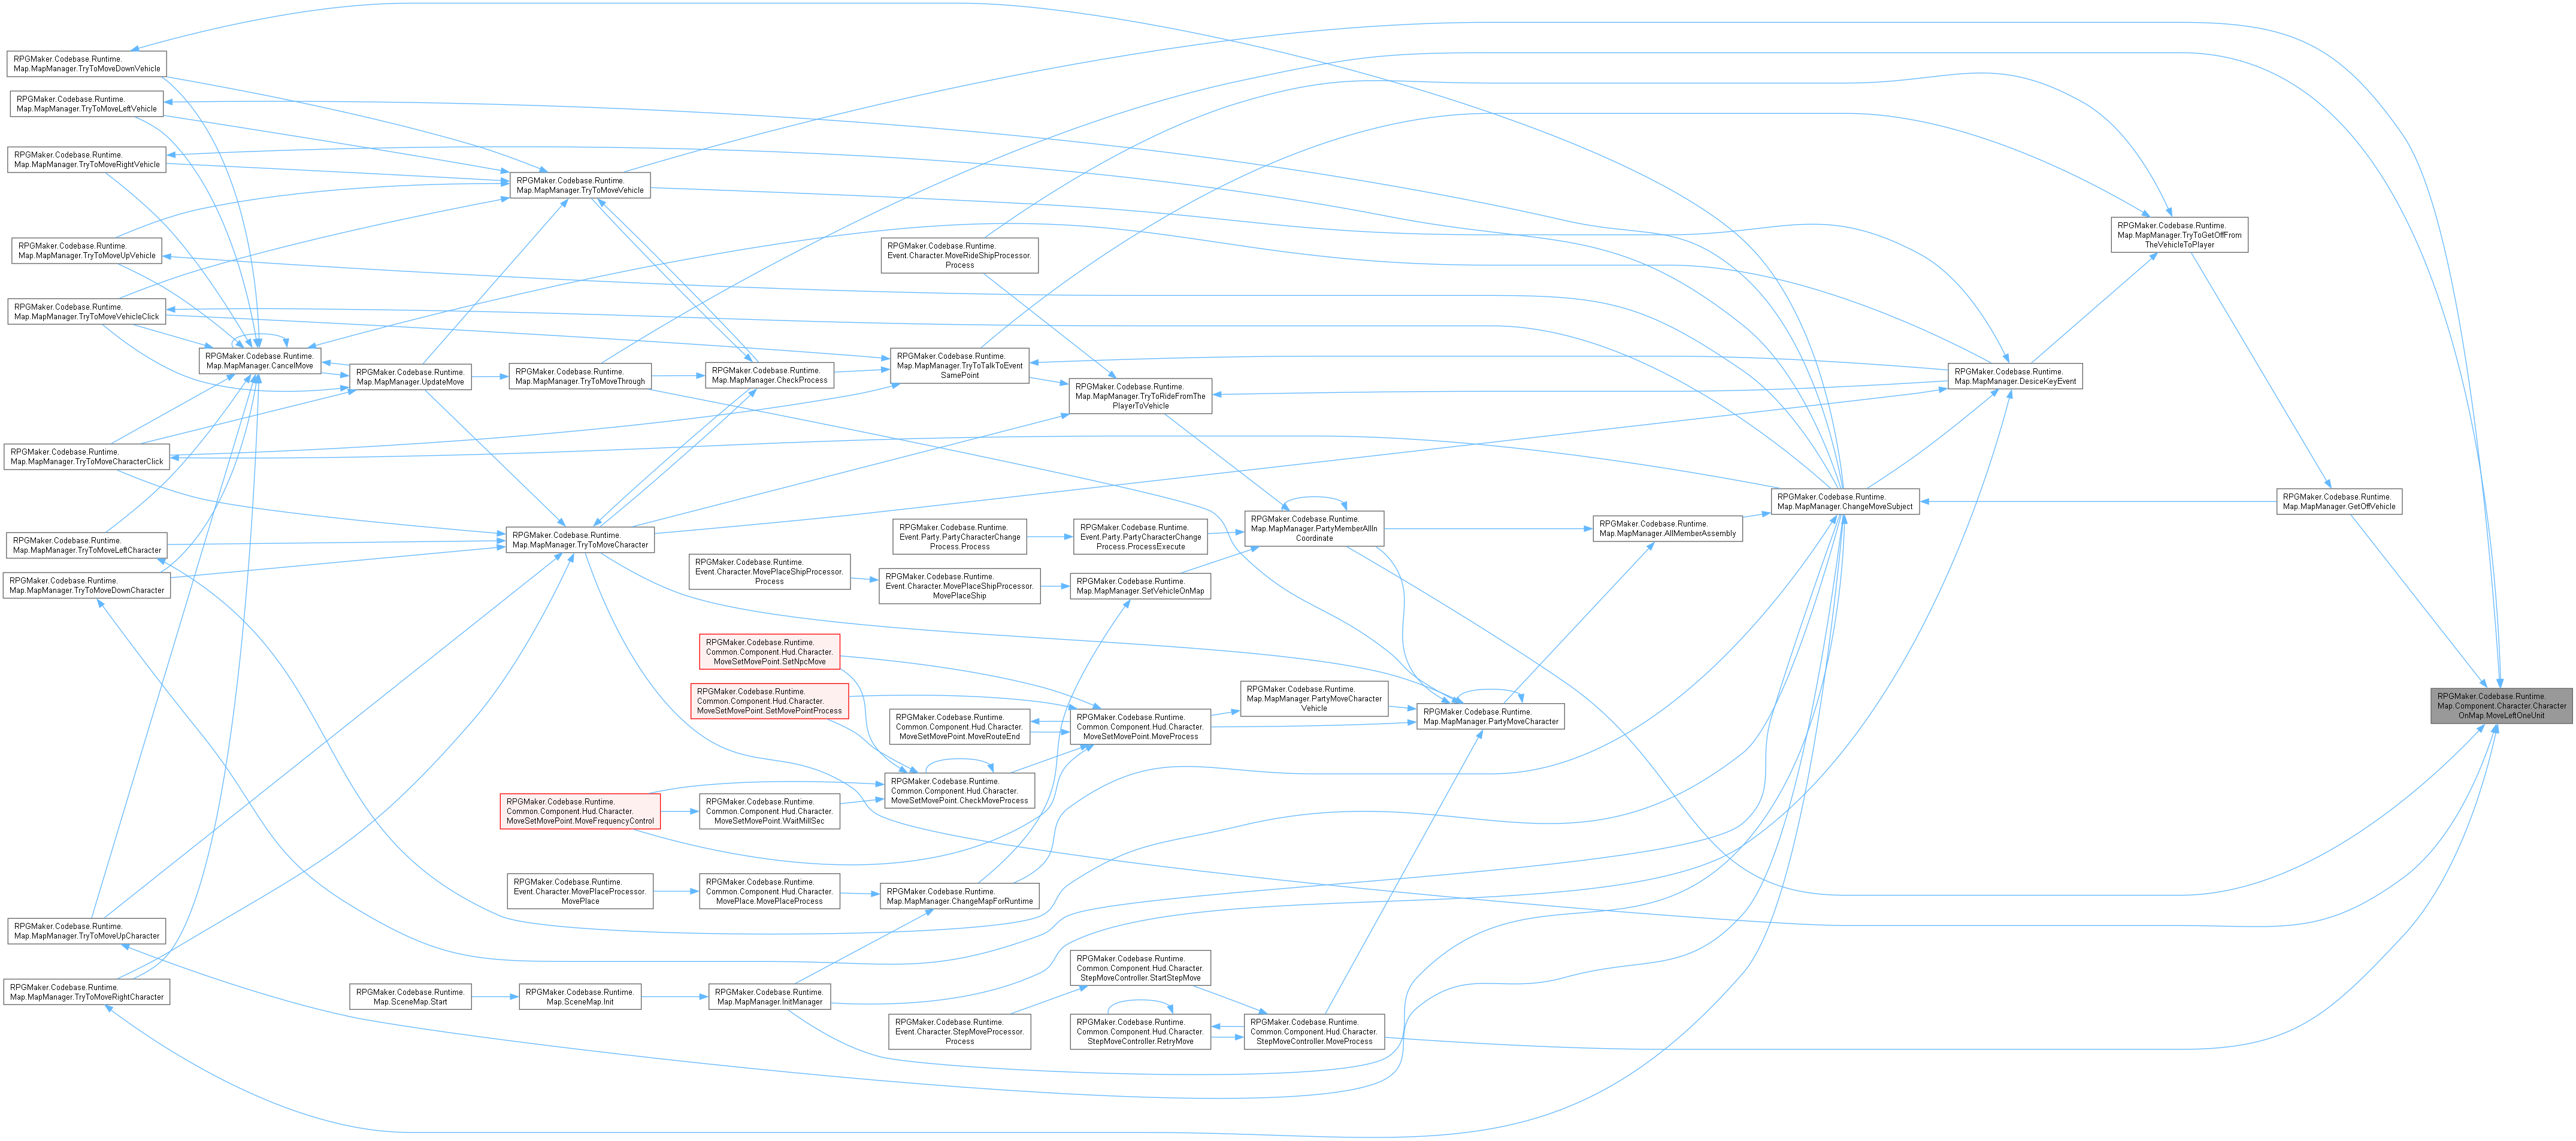 RPGMaker.Codebase.Runtime.
Map.MapManager.TryToMoveDownVehicle
RPGMaker.Codebase.Runtime.
Map.MapManager.TryToMoveLeftVehicle
RPGMaker.Codebase.Runtime.
Map.MapManager.TryToMoveRightVehicle
RPGMaker.Codebase.Runtime.
Map.MapManager.TryToMoveUpVehicle
RPGMaker.Codebase.Runtime.
Map.MapManager.TryToMoveVehicleClick
RPGMaker.Codebase.Runtime.
Map.MapManager.TryToMoveCharacterClick
RPGMaker.Codebase.Runtime.
Map.MapManager.TryToMoveLeftCharacter
RPGMaker.Codebase.Runtime.
Map.MapManager.TryToMoveDownCharacter
RPGMaker.Codebase.Runtime.
Map.MapManager.TryToMoveUpCharacter
RPGMaker.Codebase.Runtime.
Map.MapManager.TryToMoveRightCharacter
RPGMaker.Codebase.Runtime.
Map.MapManager.CancelMove
RPGMaker.Codebase.Runtime.
Map.MapManager.UpdateMove
RPGMaker.Codebase.Runtime.
Map.SceneMap.Start
RPGMaker.Codebase.Runtime.
Map.MapManager.TryToMoveVehicle
RPGMaker.Codebase.Runtime.
Map.MapManager.TryToMoveThrough
RPGMaker.Codebase.Runtime.
Map.MapManager.TryToMoveCharacter
RPGMaker.Codebase.Runtime.
Common.Component.Hud.Character.
MoveSetMovePoint.MoveFrequencyControl
RPGMaker.Codebase.Runtime.
Event.Character.MovePlaceProcessor.
MovePlace
RPGMaker.Codebase.Runtime.
Map.SceneMap.Init
RPGMaker.Codebase.Runtime.
Map.MapManager.CheckProcess
RPGMaker.Codebase.Runtime.
Event.Character.MovePlaceShipProcessor.
Process
RPGMaker.Codebase.Runtime.
Common.Component.Hud.Character.
MoveSetMovePoint.SetNpcMove
RPGMaker.Codebase.Runtime.
Common.Component.Hud.Character.
MoveSetMovePoint.SetMovePointProcess
RPGMaker.Codebase.Runtime.
Common.Component.Hud.Character.
MoveSetMovePoint.WaitMillSec
RPGMaker.Codebase.Runtime.
Common.Component.Hud.Character.
MovePlace.MovePlaceProcess
RPGMaker.Codebase.Runtime.
Map.MapManager.InitManager
RPGMaker.Codebase.Runtime.
Event.Character.MoveRideShipProcessor.
Process
RPGMaker.Codebase.Runtime.
Map.MapManager.TryToTalkToEvent
SamePoint
RPGMaker.Codebase.Runtime.
Event.Party.PartyCharacterChange
Process.Process
RPGMaker.Codebase.Runtime.
Event.Character.MovePlaceShipProcessor.
MovePlaceShip
RPGMaker.Codebase.Runtime.
Common.Component.Hud.Character.
MoveSetMovePoint.MoveRouteEnd
RPGMaker.Codebase.Runtime.
Common.Component.Hud.Character.
MoveSetMovePoint.CheckMoveProcess
RPGMaker.Codebase.Runtime.
Map.MapManager.ChangeMapForRuntime
RPGMaker.Codebase.Runtime.
Event.Character.StepMoveProcessor.
Process
RPGMaker.Codebase.Runtime.
Map.MapManager.TryToRideFromThe
PlayerToVehicle
RPGMaker.Codebase.Runtime.
Event.Party.PartyCharacterChange
Process.ProcessExecute
RPGMaker.Codebase.Runtime.
Map.MapManager.SetVehicleOnMap
RPGMaker.Codebase.Runtime.
Common.Component.Hud.Character.
MoveSetMovePoint.MoveProcess
RPGMaker.Codebase.Runtime.
Common.Component.Hud.Character.
StepMoveController.StartStepMove
RPGMaker.Codebase.Runtime.
Common.Component.Hud.Character.
StepMoveController.RetryMove
RPGMaker.Codebase.Runtime.
Map.MapManager.PartyMemberAllIn
Coordinate
RPGMaker.Codebase.Runtime.
Map.MapManager.PartyMoveCharacter
Vehicle
RPGMaker.Codebase.Runtime.
Common.Component.Hud.Character.
StepMoveController.MoveProcess
RPGMaker.Codebase.Runtime.
Map.MapManager.PartyMoveCharacter
RPGMaker.Codebase.Runtime.
Map.MapManager.AllMemberAssembly
RPGMaker.Codebase.Runtime.
Map.MapManager.ChangeMoveSubject
RPGMaker.Codebase.Runtime.
Map.MapManager.DesiceKeyEvent
RPGMaker.Codebase.Runtime.
Map.MapManager.TryToGetOffFrom
TheVehicleToPlayer
RPGMaker.Codebase.Runtime.
Map.MapManager.GetOffVehicle
RPGMaker.Codebase.Runtime.
Map.Component.Character.Character
OnMap.MoveLeftOneUnit